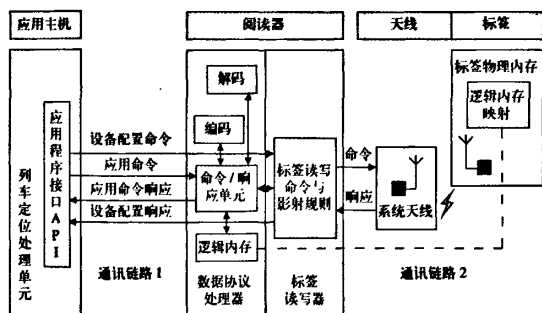 应用主机
阅读器
天线
标签
列车定位处理单元
应用程序接口API
设备配置命令
应用命令
应用命令响应
设备配置响应
通讯链路1
解码
编码
命令/响应单元
逻辑内存
数据协议
处理器
标签读写
命令与
影射规则
标签
读写器
命令
响应
系统天线
通讯链路2
标签物理内存
逻辑内存
映射